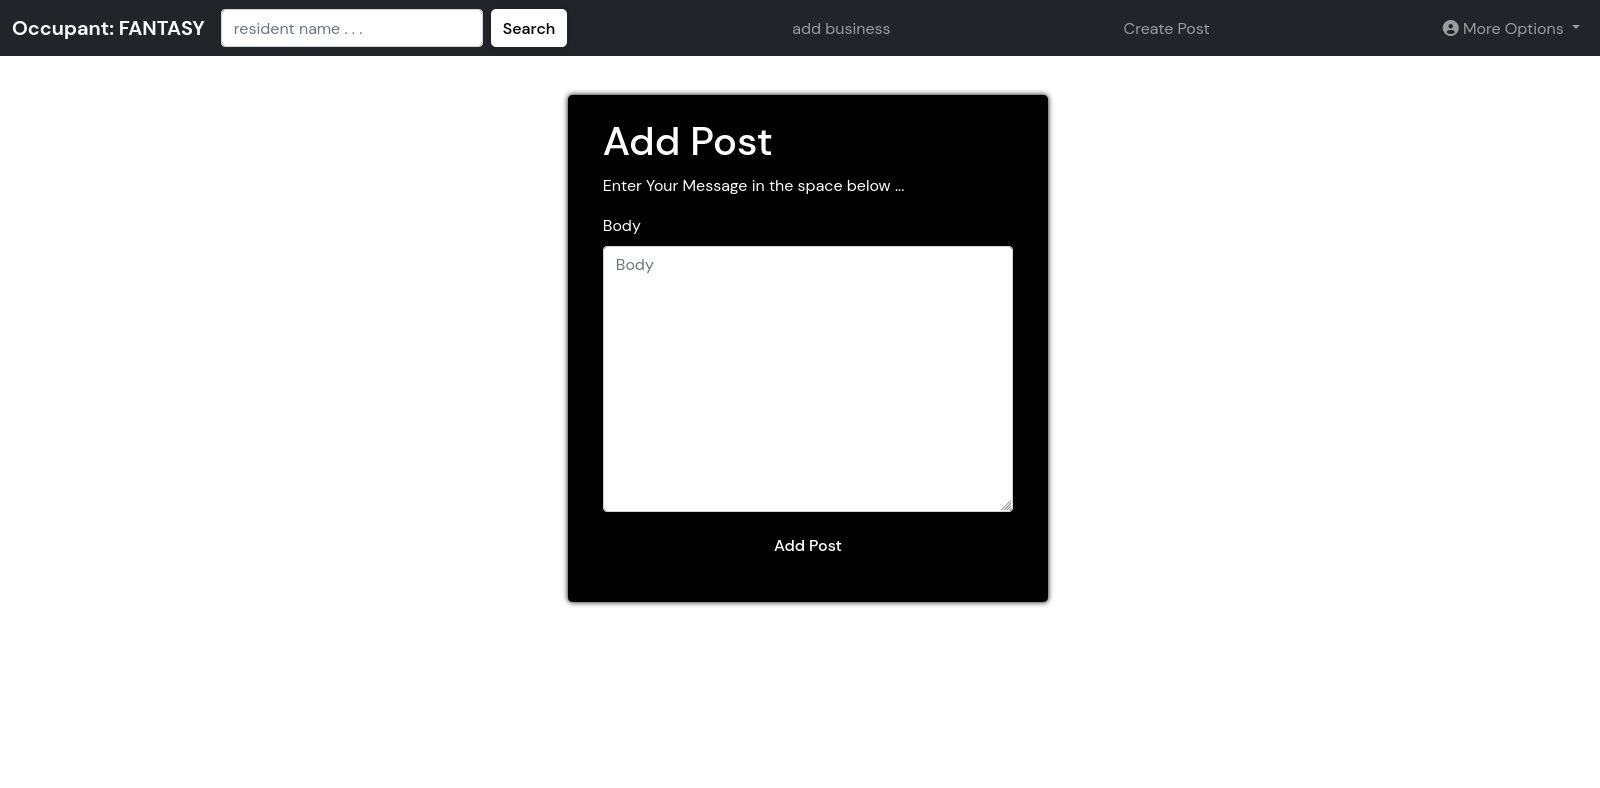 Occupant: FANTASY
resident name . . .
Search
add business
Create Post
More Options
Add Post
Enter Your Message in the space below ...
Body
Body
Add Post